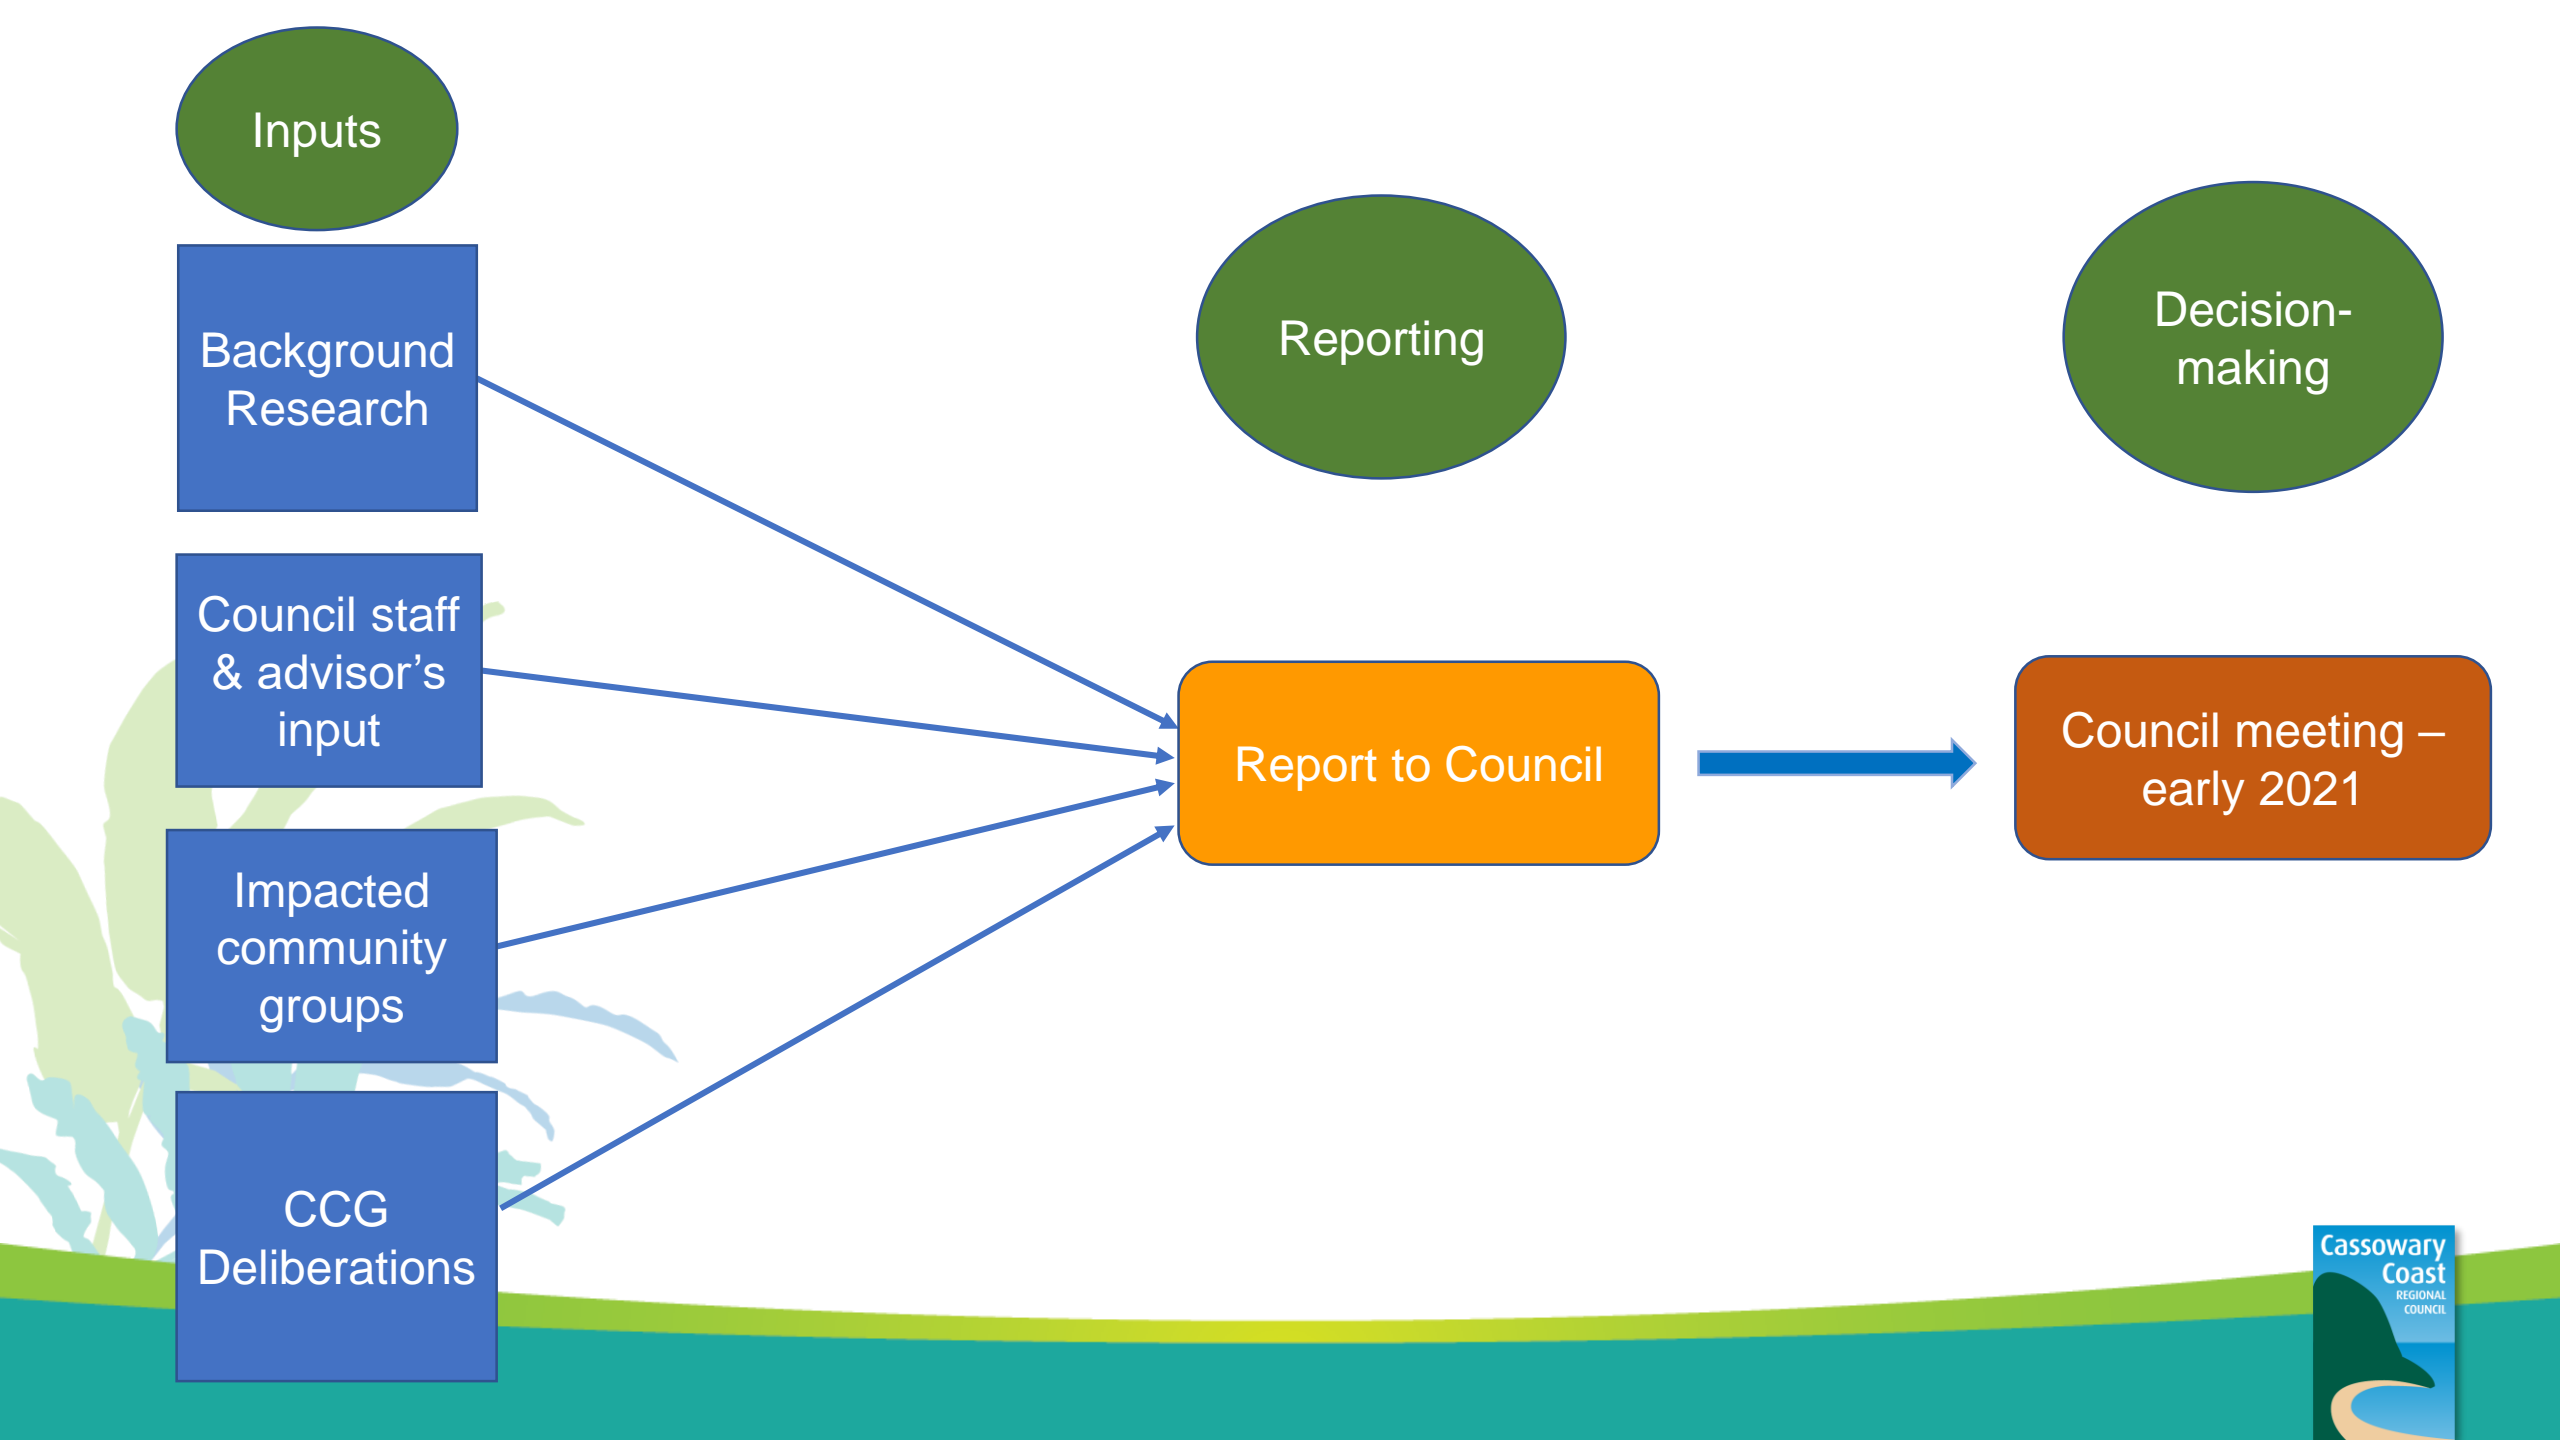 Inputs
Background
Research
Council staff
& advisor’s
input
Impacted
community
groups
CCG
Deliberations
Reporting
Report to Council
Decision-
making
Council meeting –
early 2021
Cassowary
Coast
REGIONAL
COUNCIL